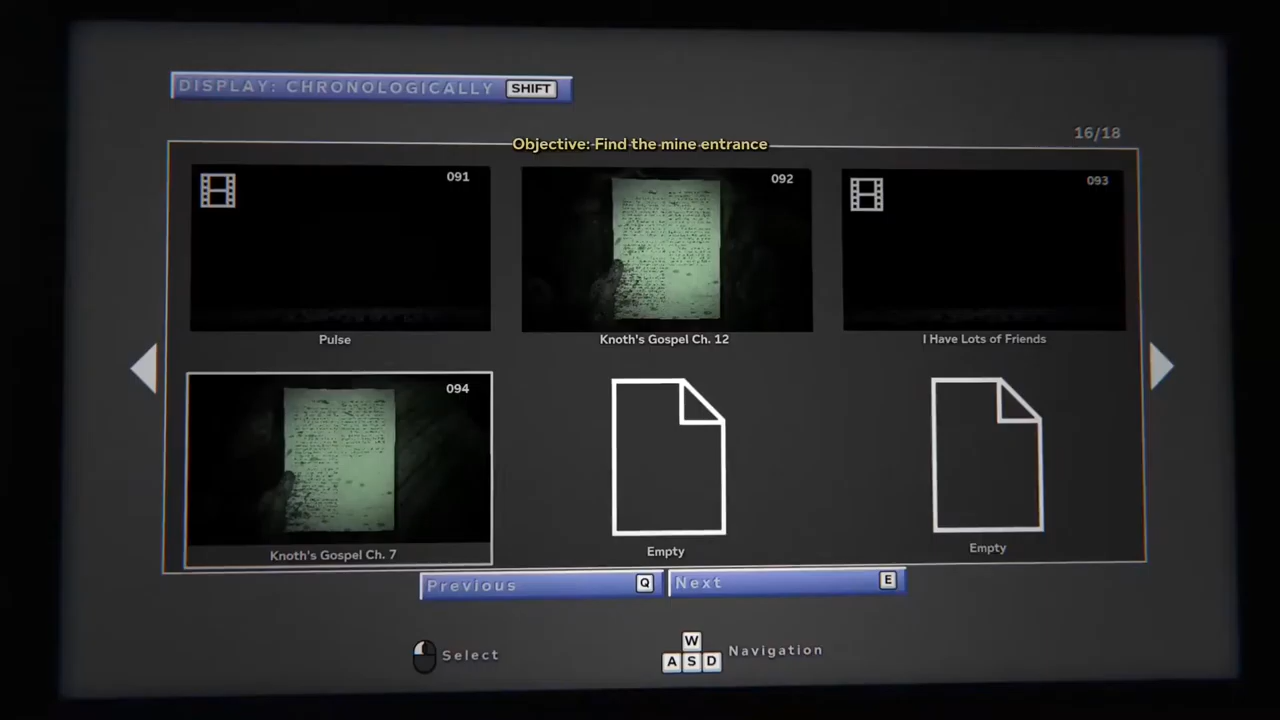 DISPLAY: CHRONOLOGICALLY SHIFT
16/18
Objective: Find the mine entrance
091
092
093
Pulse
Knoth's Gospel Ch. 12
I Have Lots of Friends
094
Knoth's Gospel Ch. 7
Empty
Empty
Previous Q
Next E
Select
W
A S D
Navigation